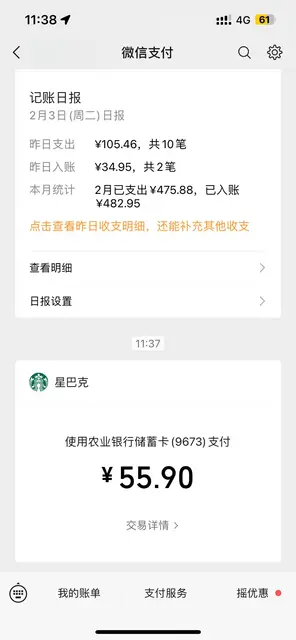 11:38
4G
61
微信支付
记账日报
2月3日(周二)日报
昨日支出 ¥105.46，共10笔
昨日入账 ¥34.95，共2笔
本月统计 2月已支出¥475.88，已入账
¥482.95
点击查看昨日收支明细，还能补充其他收支
查看明细
日报设置
11:37
星巴克
使用农业银行储蓄卡(9673)支付
¥55.90
交易详情
我的账单 支付服务 摇优惠